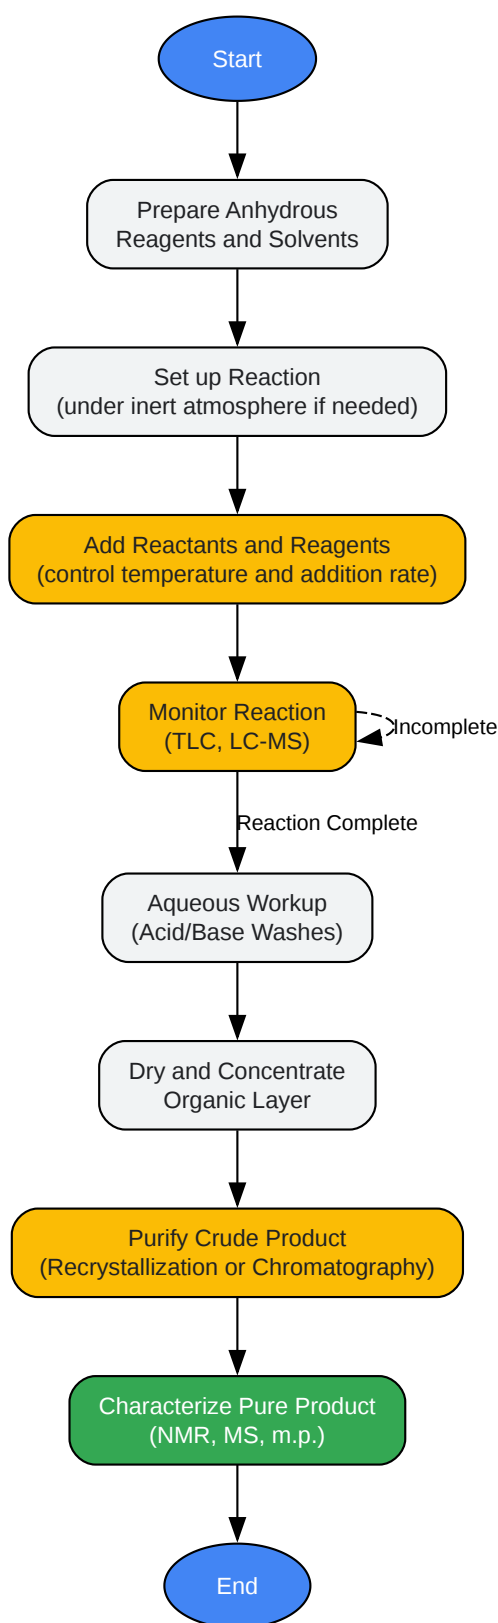 Start
Prepare Anhydrous
Reagents and Solvents
Set up Reaction
(under inert atmosphere if needed)
Add Reactants and Reagents
(control temperature and addition rate)
Monitor Reaction
(TLC, LC-MS)
Incomplete
Reaction Complete
Aqueous Workup
(Acid/Base Washes)
Dry and Concentrate
Organic Layer
Purify Crude Product
(Recrystallization or Chromatography)
Characterize Pure Product
(NMR, MS, m.p.)
End